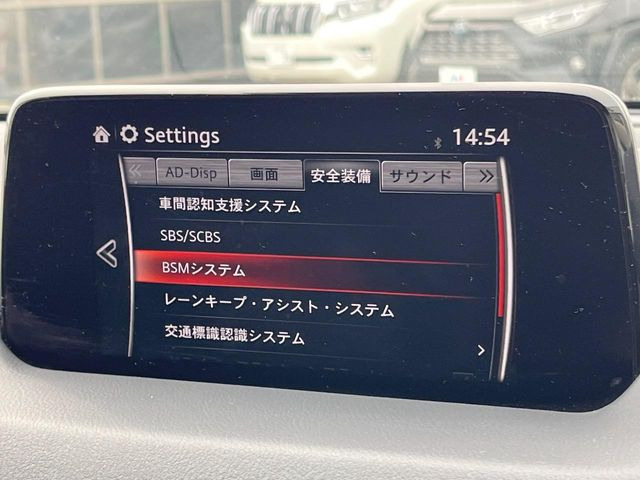 Settings 14:54
AD-Disp 画面 安全装備 サウンド
車間認知支援システム
SBS/SCBS
BSMシステム
レーンキープ・アシスト・システム
交通標識認識システム